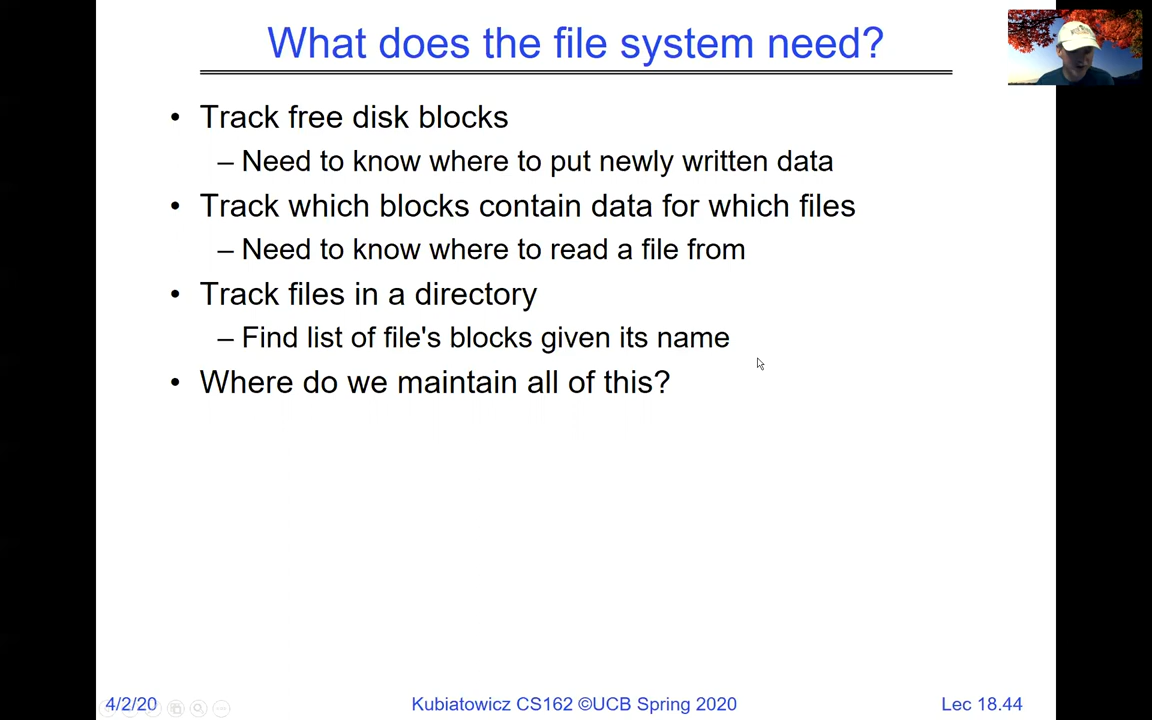 What does the file system need?
• Track free disk blocks
– Need to know where to put newly written data
• Track which blocks contain data for which files
– Need to know where to read a file from
• Track files in a directory
– Find list of file's blocks given its name
• Where do we maintain all of this?
4/2/20
Kubiatowicz CS162 ©UCB Spring 2020
Lec 18.44